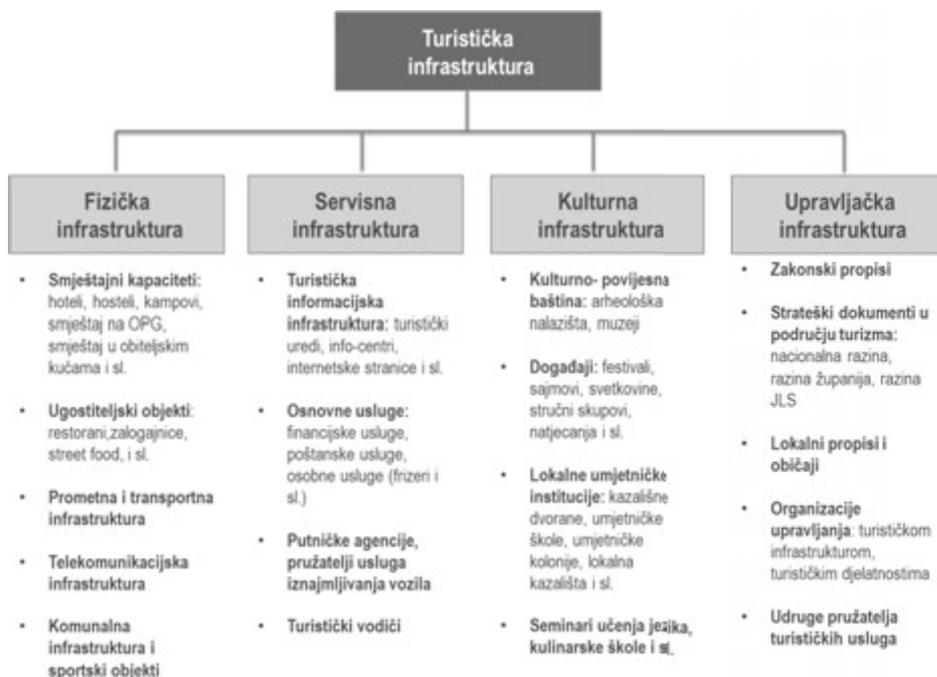 Turistička
infrastruktura
Fizička
infrastruktura
• Smještajni kapaciteti:
hoteli, hosteli, kampovi,
smještaj na OPG,
smještaj u obiteljskim
kućama i sl.
• Ugostiteljski objekti:
restorani,zalogajnice,
street food, i sl.
• Prometna i transportna
infrastruktura
• Telekomunikacijska
infrastruktura
• Komunalna
infrastruktura i
sportski objekti
Servisna
infrastruktura
• Turistička
informacijska
infrastruktura: turistički
uredi, info-centri,
internetske stranice i sl.
• Osnovne usluge:
financijske usluge,
poštanske usluge,
osobne usluge (frizeri i
sl.)
• Putničke agencije,
pružatelji usluga
iznajmljivanja vozila
• Turistički vodiči
Kulturna
infrastruktura
• Kulturno- povijesna
baština: arheološka
nalazišta, muzeji
• Događaji: festivali,
sajmovi, svetkovine,
stručni skupovi,
natjecanja i sl.
• Lokalne umjetničke
institucije: kazališne
dvorane, umjetničke
škole, umjetničke
kolonije, lokalna
kazališta i sl.
• Seminari učenja jezika,
kulinarske škole i sl.
Upravljačka
infrastruktura
• Zakonski propisi
• Strateški dokumenti u
području turizma:
nacionalna razina,
razina županija, razina
JLS
• Lokalni propisi i
običaji
• Organizacije
upravljanja: turističkom
infrastrukturom,
turističkim djelatnostima
• Udruge pružatelja
turističkih usluga